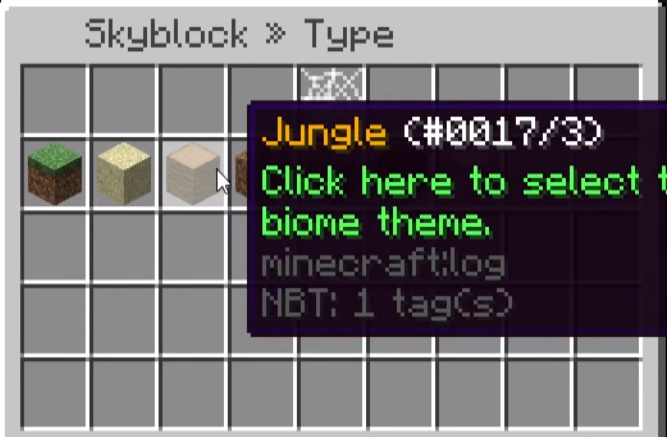 Skyblock » Type
Jungle (#0017/3)
Click here to select t
biome theme.
minecraft:log
NBT: 1 tag(s)